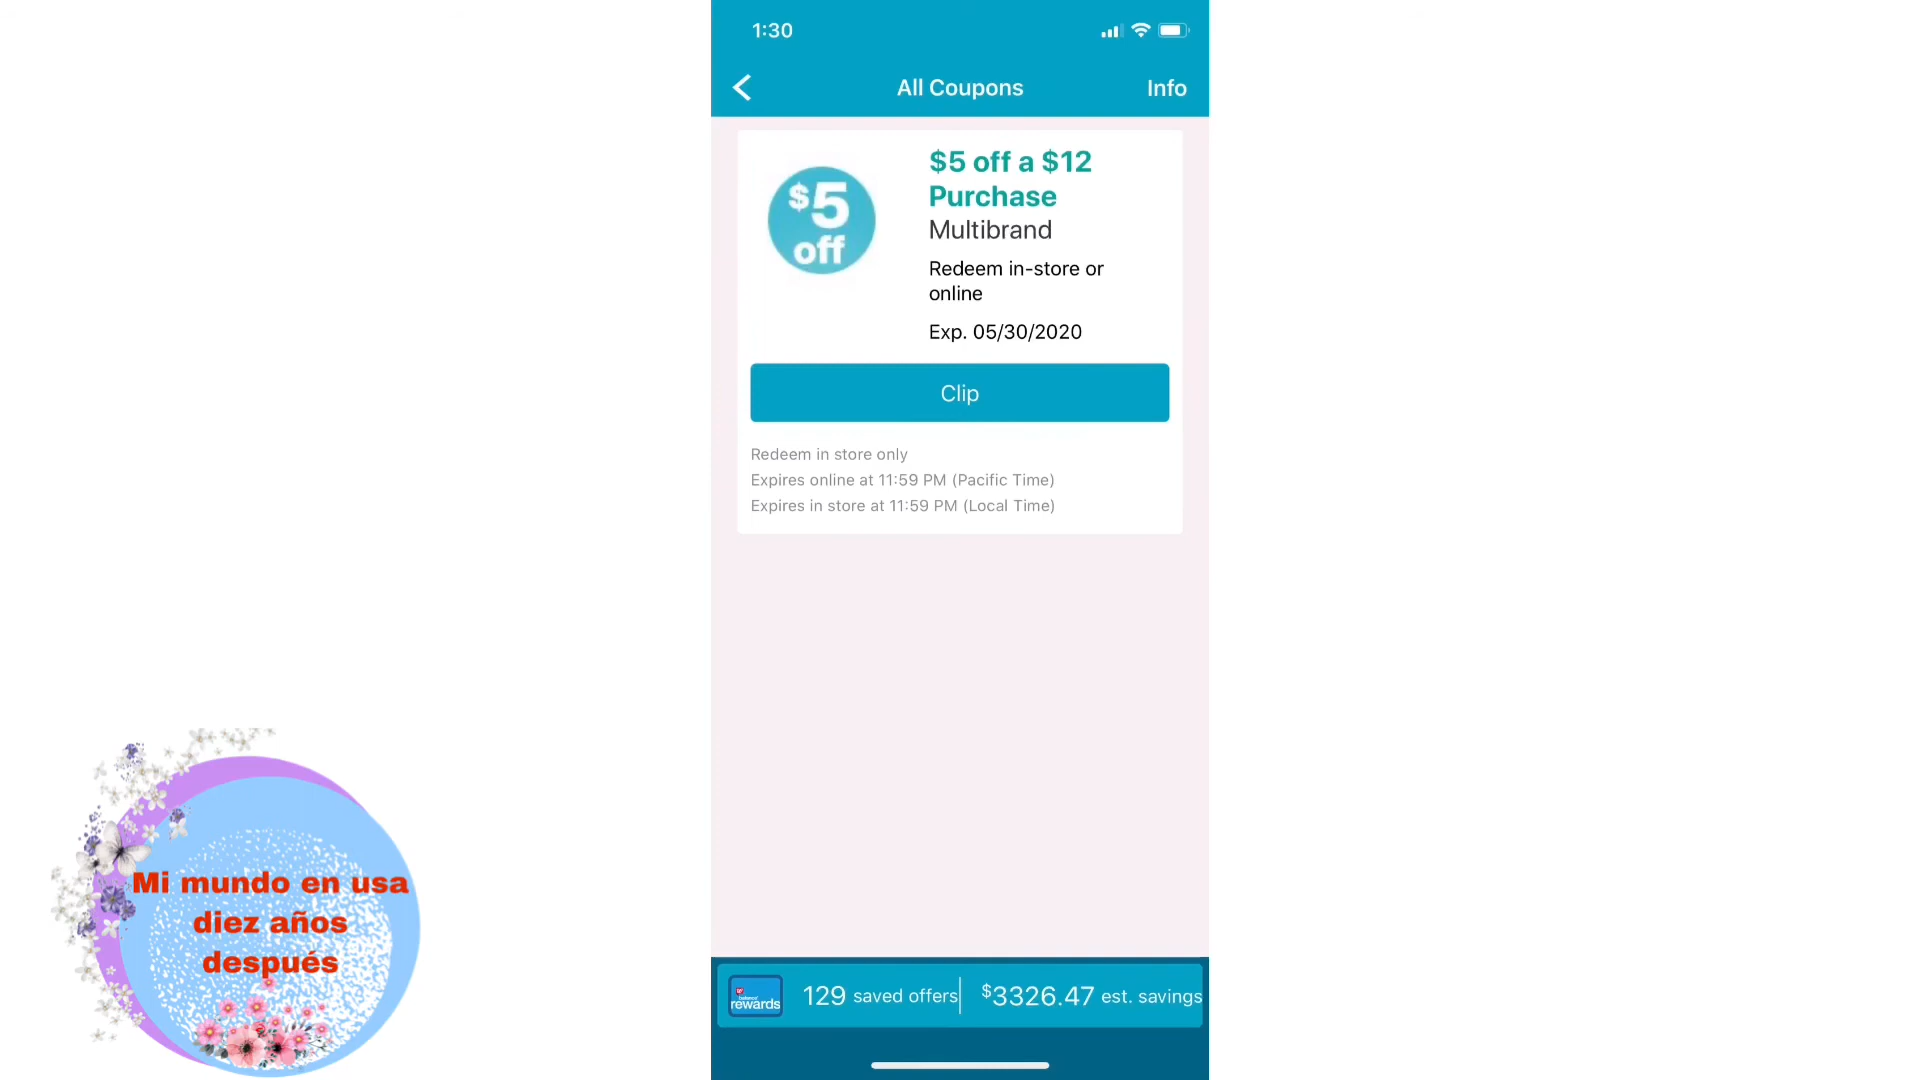 1:30
All Coupons
Info
$5
off
$5 off a $12
Purchase
Multibrand
Redeem in-store or
online
Exp. 05/30/2020
Clip
Redeem in store only
Expires online at 11:59 PM (Pacific Time)
Expires in store at 11:59 PM (Local Time)
Mi mundo en usa
diez años
después
balance
rewards
129 saved offers
$3326.47 est. savings